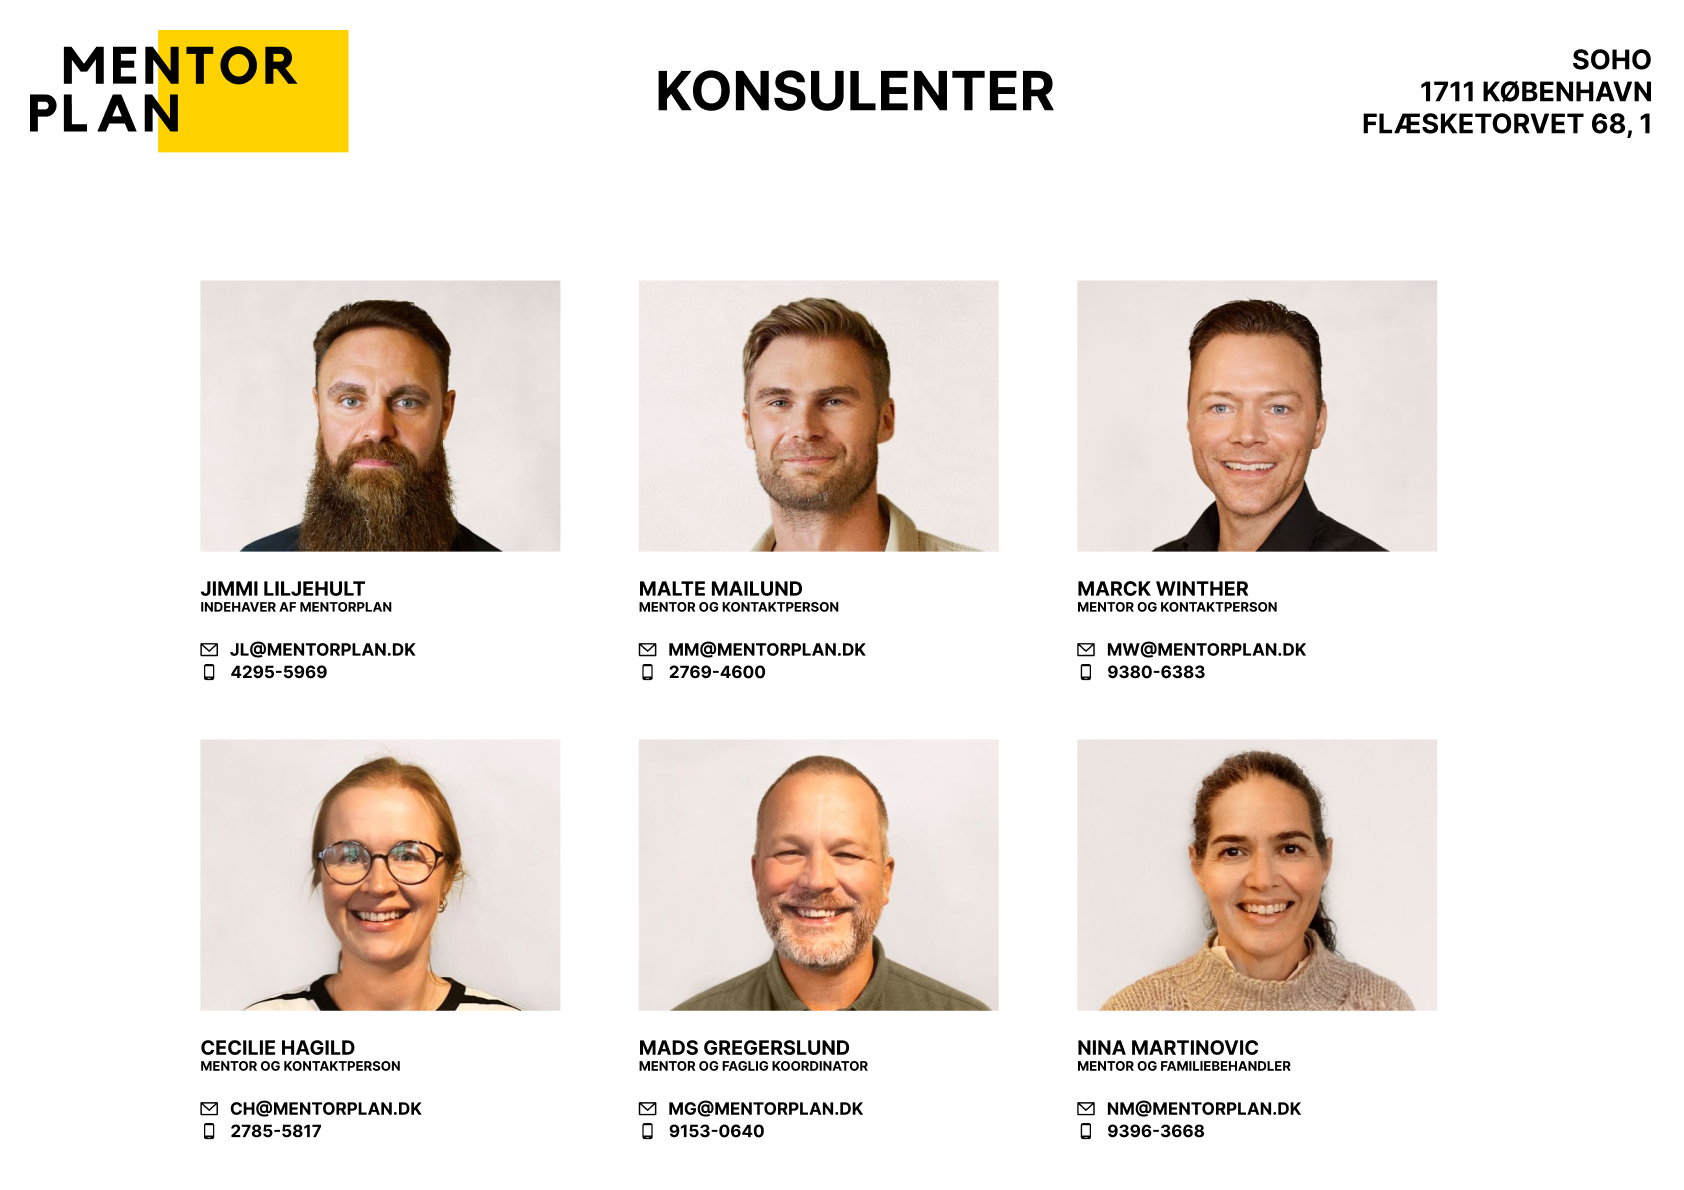 MENTOR
PLAN
KONSULENTER
SOHO
1711 KØBENHAVN
FLÆSKETORVET 68, 1
JIMMI LILJEHULT
INDEHAVER AF MENTORPLAN
JL@MENTORPLAN.DK
4295-5969
MALTE MAILUND
MENTOR OG KONTAKTPERSON
MM@MENTORPLAN.DK
2769-4600
MARCK WINTHER
MENTOR OG KONTAKTPERSON
MW@MENTORPLAN.DK
9380-6383
CECILIE HAGILD
MENTOR OG KONTAKTPERSON
CH@MENTORPLAN.DK
2785-5817
MADS GREGERSLUND
MENTOR OG FAGLIG KOORDINATOR
MG@MENTORPLAN.DK
9153-0640
NINA MARTINOVIC
MENTOR OG FAMILIEBEHANDLER
NM@MENTORPLAN.DK
9396-3668